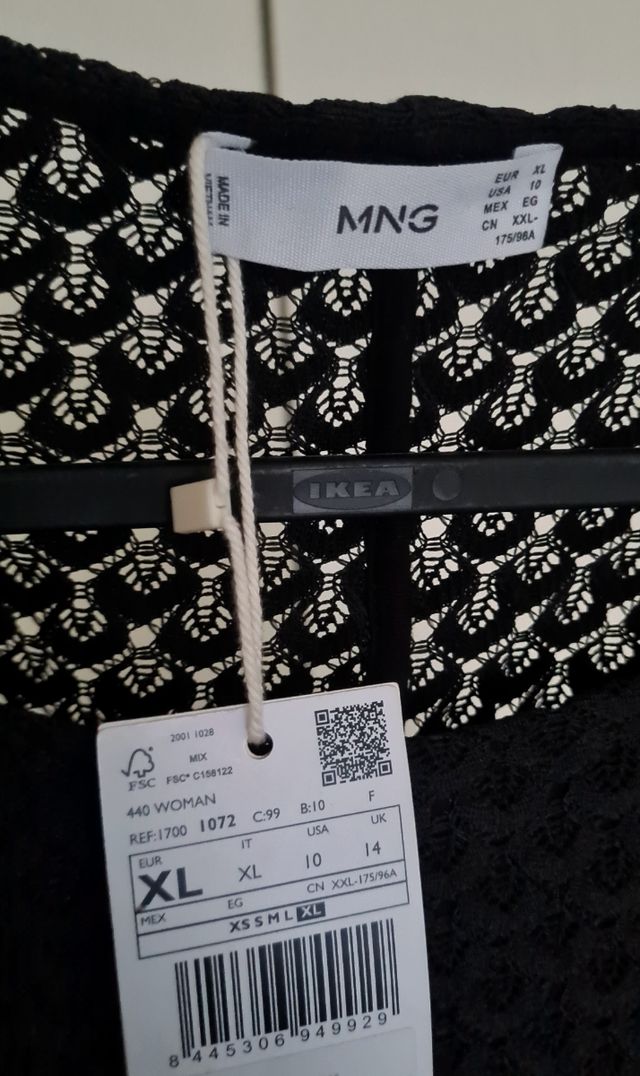 MADE IN
VIETNAM
MNG
EUR XL
USA 10
MEX EG
CN XXL-
175/96A
IKEA
2001 1028
MIX
FSC® C158122
FSC
440 WOMAN
REF:1700 1072 C:99 B:10 F
EUR IT USA UK
XL XL 10 14
MEX EG CN XXL-175/96A
XS S M L XL
8 445306 949929